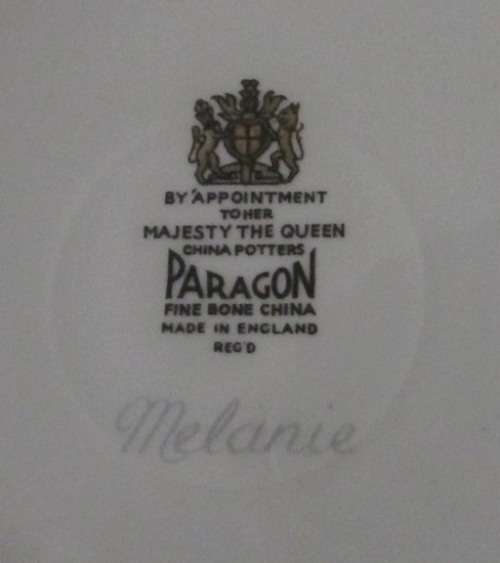 BY APPOINTMENT
TO HER
MAJESTY THE QUEEN
CHINA POTTERS
PARAGON
FINE BONE CHINA
MADE IN ENGLAND
REG'D
Melanie